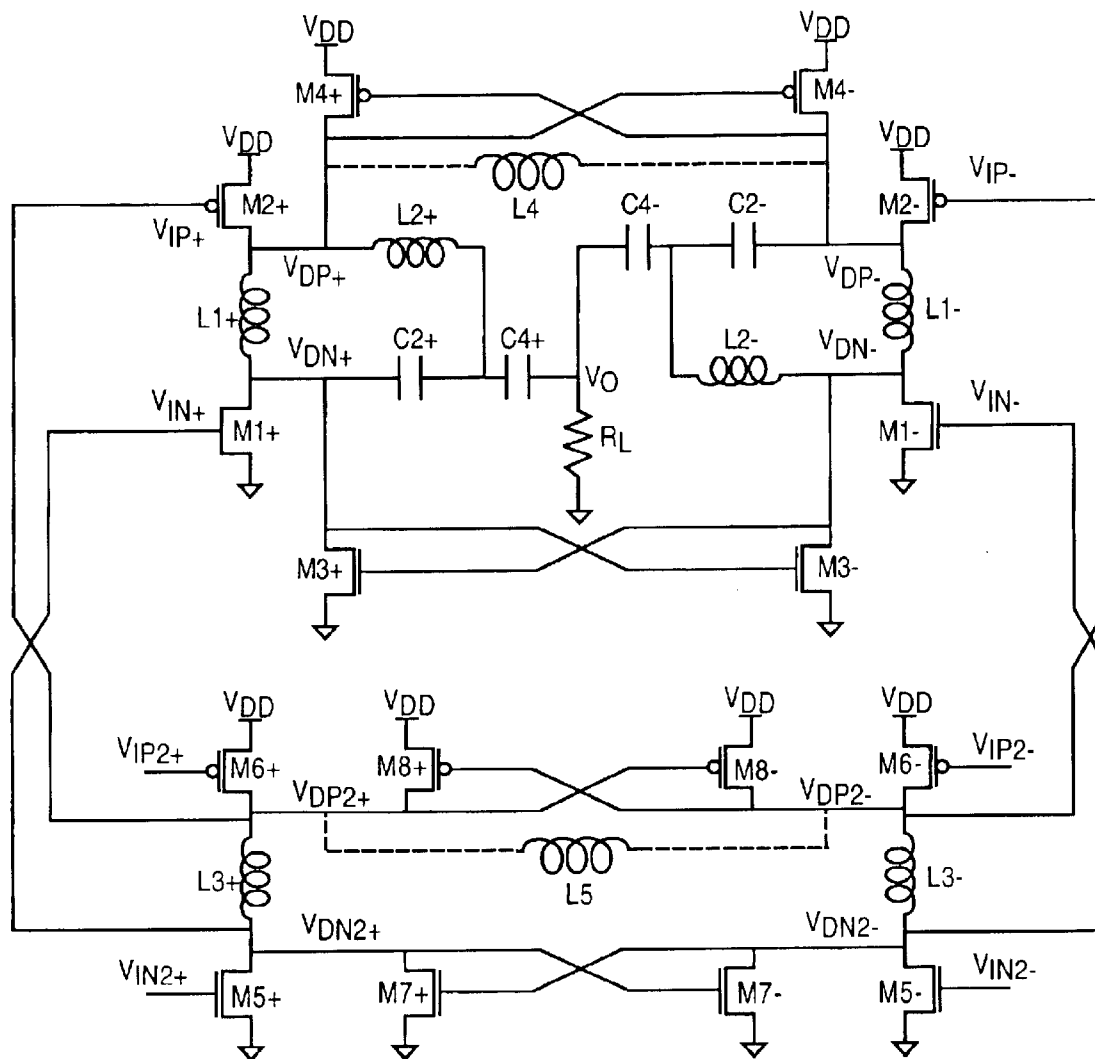 VDD VDD
M4+ M4-
VDD VDD
M2+ L4 M2- VIP-
VIP+ L2+ C4- C2-
VDP+ VDP-
L1+ L1-
VDN+ C2+ C4+ L2- VDN-
VO
VIN+ VIN-
M1+ RL M1-
M3+ M3-
VDD VDD VDD VDD
VIP2+ M6+ M8+ M8- M6- VIP2-
VDP2+ VDP2-
L3+ L5 L3-
VDN2+ VDN2-
VIN2+ VIN2-
M5+ M7+ M7- M5-